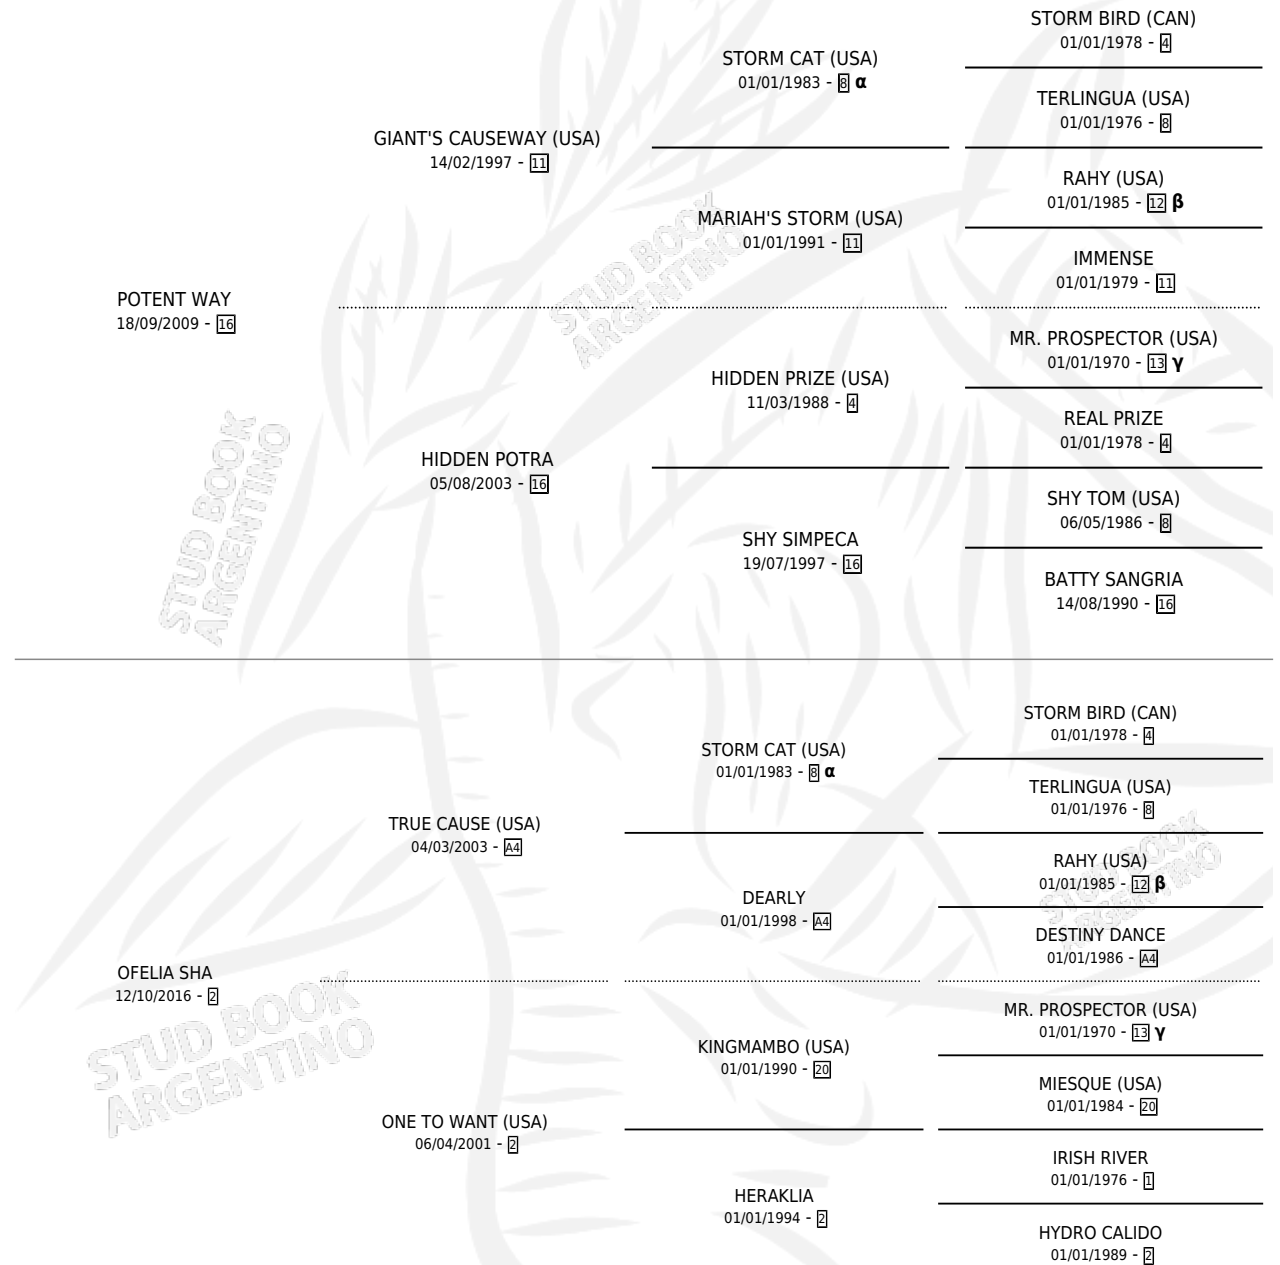 POTENT WAY
18/09/2009 - 16
GIANT'S CAUSEWAY (USA)
14/02/1997 - 11
STORM CAT (USA)
01/01/1983 - 8 α
STORM BIRD (CAN)
01/01/1978 - 4
TERLINGUA (USA)
01/01/1976 - 8
MARIAH'S STORM (USA)
01/01/1991 - 11
RAHY (USA)
01/01/1985 - 12 β
IMMENSE
01/01/1979 - 11
HIDDEN POTRA
05/08/2003 - 16
HIDDEN PRIZE (USA)
11/03/1988 - 4
MR. PROSPECTOR (USA)
01/01/1970 - 13 γ
REAL PRIZE
01/01/1978 - 4
SHY SIMPECA
19/07/1997 - 16
SHY TOM (USA)
06/05/1986 - 8
BATTY SANGRIA
14/08/1990 - 16
OFELIA SHA
12/10/2016 - 2
TRUE CAUSE (USA)
04/03/2003 - A4
STORM CAT (USA)
01/01/1983 - 8 α
STORM BIRD (CAN)
01/01/1978 - 4
TERLINGUA (USA)
01/01/1976 - 8
DEARLY
01/01/1998 - A4
RAHY (USA)
01/01/1985 - 12 β
DESTINY DANCE
01/01/1986 - A4
ONE TO WANT (USA)
06/04/2001 - 2
KINGMAMBO (USA)
01/01/1990 - 20
MR. PROSPECTOR (USA)
01/01/1970 - 13 γ
MIESQUE (USA)
01/01/1984 - 20
HERAKLIA
01/01/1994 - 2
IRISH RIVER
01/01/1976 - 1
HYDRO CALIDO
01/01/1989 - 2
STUD BOOK
ARGENTINO
STUD BOOK
ARGENTINO
STUD BOOK
ARGENTINO
STUD BOOK
ARGENTINO